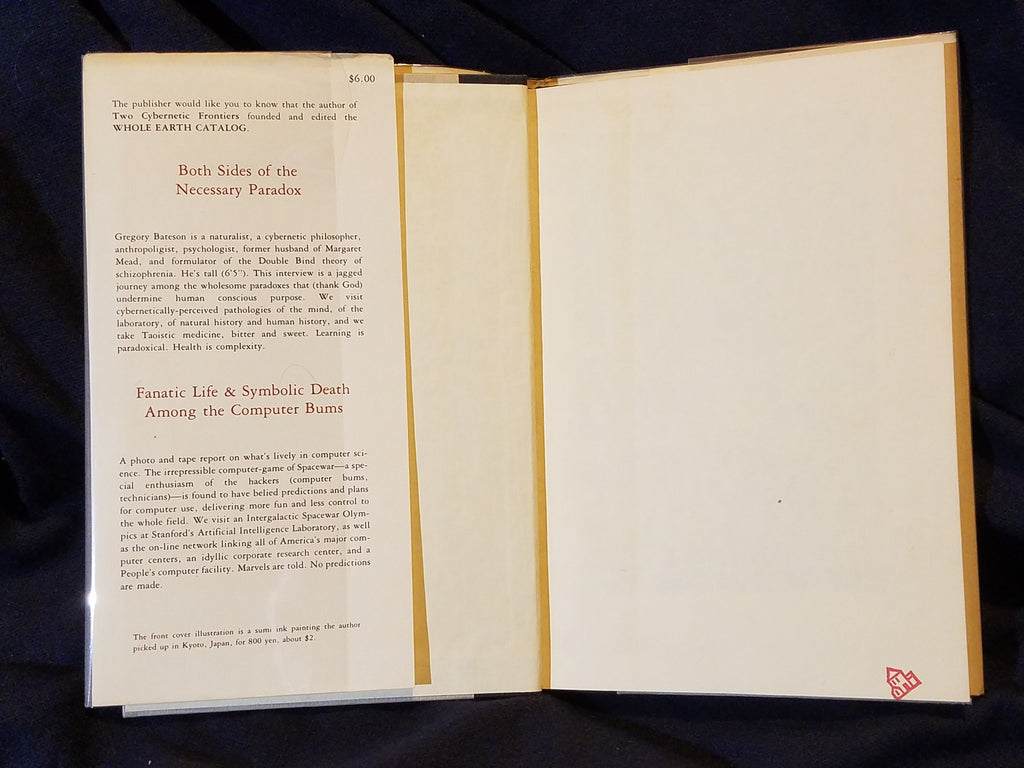 $6.00
The publisher would like you to know that the author of
Two Cybernetic Frontiers founded and edited the
WHOLE EARTH CATALOG.
Both Sides of the
Necessary Paradox
Gregory Bateson is a naturalist, a cybernetic philosopher,
anthropoligist, psychologist, former husband of Margaret
Mead, and formulator of the Double Bind theory of
schizophrenia. He's tall (6'5"). This interview is a jagged
journey among the wholesome paradoxes that (thank God)
undermine human conscious purpose. We visit
cybernetically-perceived pathologies of the mind, of the
laboratory, of natural history and human history, and we
take Taoistic medicine, bitter and sweet. Learning is
paradoxical. Health is complexity.
Fanatic Life & Symbolic Death
Among the Computer Bums
A photo and tape report on what's lively in computer sci-
ence. The irrepressible computer-game of Spacewar—a spe-
cial enthusiasm of the hackers (computer bums,
technicians)—is found to have belied predictions and plans
for computer use, delivering more fun and less control to
the whole field. We visit an Intergalactic Spacewar Olym-
pics at Stanford's Artificial Intelligence Laboratory, as well
as the on-line network linking all of America's major com-
puter centers, an idyllic corporate research center, and a
People's computer facility. Marvels are told. No predictions
are made.
The front cover illustration is a sumi ink painting the author
picked up in Kyoto, Japan, for 800 yen, about $2.